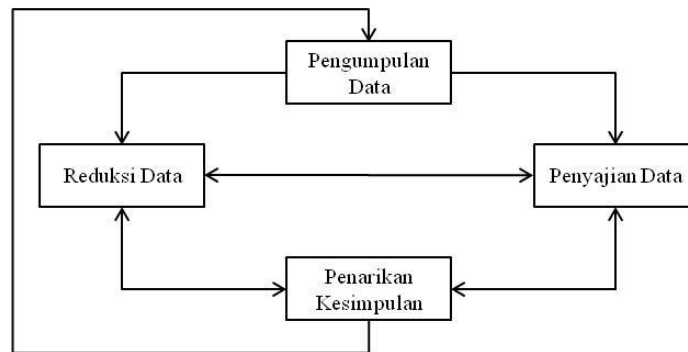 Pengumpulan
Data
Reduksi Data
Penyajian Data
Penarikan
Kesimpulan